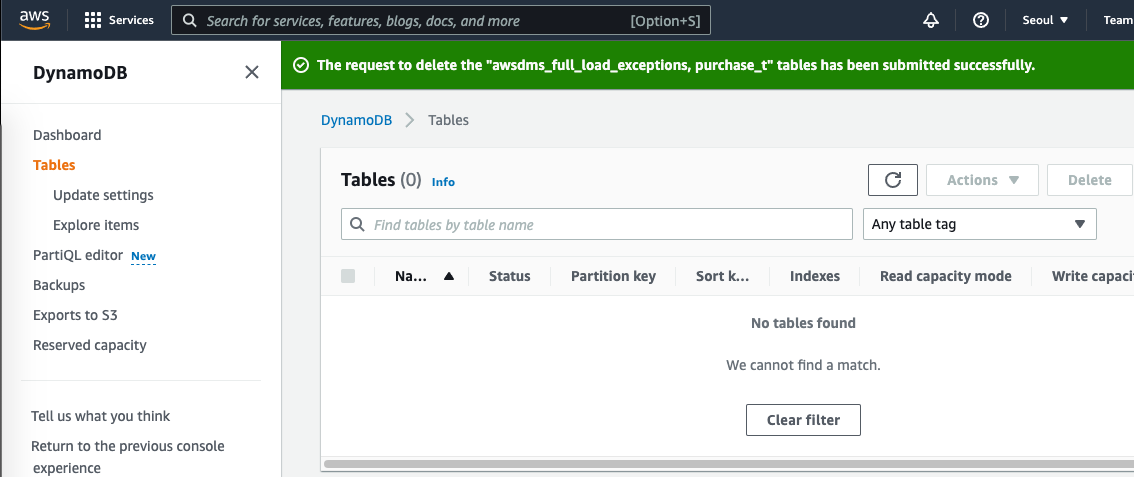 aws
Services
Search for services, features, blogs, docs, and more
[Option+S]
Seoul
Team
DynamoDB
The request to delete the "awsdms_full_load_exceptions, purchase_t" tables has been submitted successfully.
Dashboard
Tables
Update settings
Explore items
PartiQL editor New
Backups
Exports to S3
Reserved capacity
Tell us what you think
Return to the previous console
experience
DynamoDB
Tables
Tables (0) Info
Actions
Delete
Find tables by table name
Any table tag
Na...
Status
Partition key
Sort k...
Indexes
Read capacity mode
Write capaci
No tables found
We cannot find a match.
Clear filter